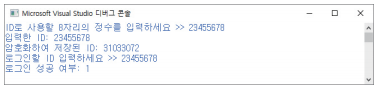 Microsoft Visual Studio 디버그 콘솔
ID로 사용할 8자리의 정수를 입력하세요 >> 23455678
입력한 ID: 23455678
암호화하여 저장된 ID: 31033072
로그인할 ID 입력하세요 >> 23455678
로그인 성공 여부: 1